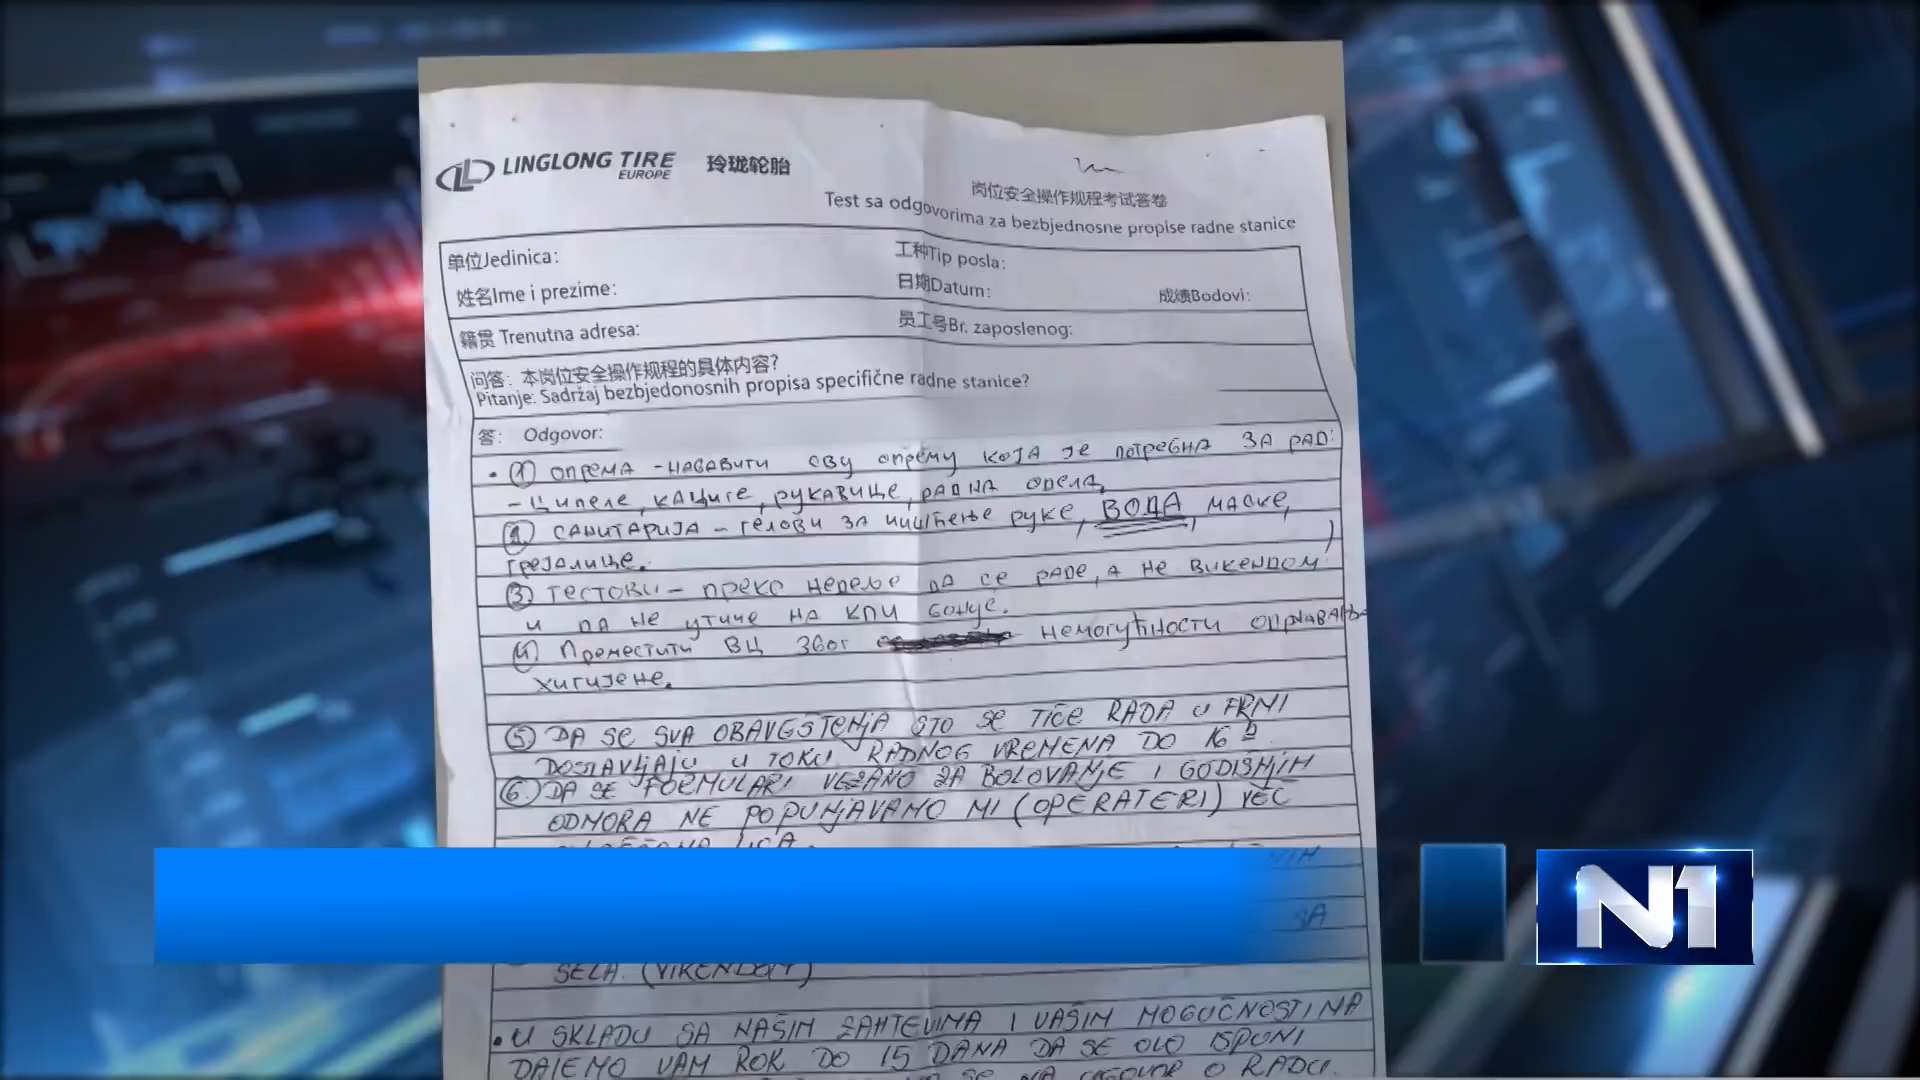 LINGLONG TIRE
EUROPE
玲珑轮胎
岗位安全操作规程考试答卷
Test sa odgovorima za bezbjednosne propise radne stanice
单位Jedinica:
工种Tip posla:
姓名Ime i prezime:
日期Datum:
成绩Bodovi:
籍贯 Trenutna adresa:
员工号Br. zaposlenog:
问答: 本岗位安全操作规程的具体内容?
Pitanje: Sadržaj bezbjedonosnih propisa specifične radne stanice?
答: Odgovor:
• ① ОПРЕМА - НАБАВИТИ СВУ ОПРЕМУ КОЈА ЈЕ ПОТРЕБНА ЗА РАД:
- Ципеле, кациге, рукавице, радна одела,
САНИТАРИЈА - гелови за чишћење руке, ВОДА, маске,
грејалице.
③ ТЕСТОВИ - преко недеље да се раде, а не викендом
и да не утиче на КПИ бонус.
④ Преместити ВЦ због немогућности одржавања
хигијене.
⑤ DA SE SVA OBAVEŠTENJA ŠTO SE TIČE RADA U FIRMI
DOSTAVLJAJU U TOKU RADNOG VREMENA DO 16 h
⑥ DA SE FORMULARI VEZANO ZA BOLOVANJE I GODIŠNJIH
ODMORA NE POPUNJAVAMO MI (OPERATERI) VEĆ
LICA.
SA
SELA. (VIKENDOM)
• U SKLADU SA NAŠIM ZAHTEVIMA I VAŠIM MOGUĆNOSTIMA
DAJEMO VAM ROK DO 15 DANA DA SE OVO ISPUNI
SE NA UGOVOR O RADU.
N1